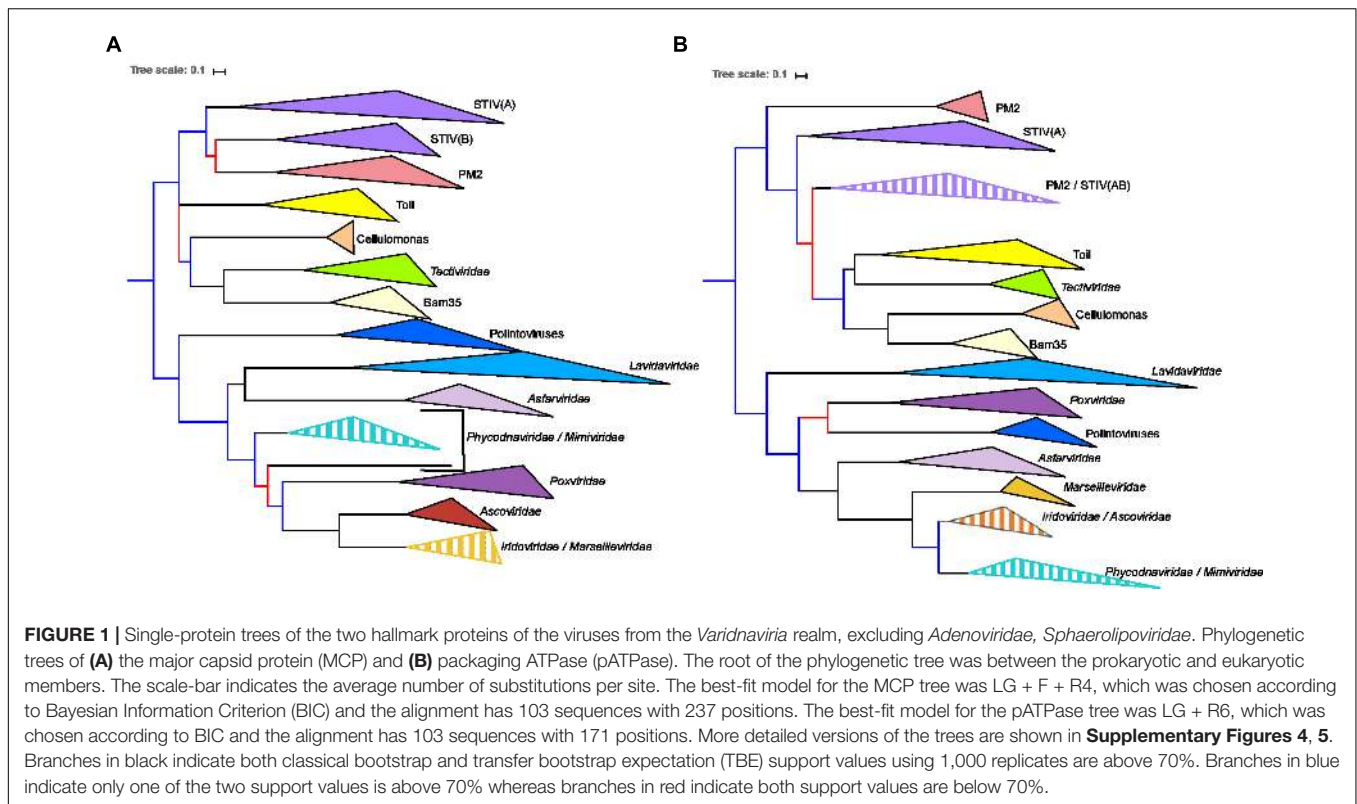 A
Tree scale: 0.1
STIV(A)
STIV(B)
PM2
Toil
Cellulomonas
Tectiviridae
Bam35
Polintoviruses
Lavidaviridae
Asfarviridae
Phycodnaviridae / Mimiviridae
Poxviridae
Ascoviridae
Iridoviridae / Marseilleviridae
B
Tree scale: 0.1
PM2
STIV(A)
PM2 / STIV(AB)
Toil
Tectiviridae
Cellulomonas
Bam35
Lavidaviridae
Poxviridae
Polintoviruses
Asfarviridae
Marseilleviridae
Iridoviridae / Ascoviridae
Phycodnaviridae / Mimiviridae
FIGURE 1 | Single-protein trees of the two hallmark proteins of the viruses from the Varidnaviria realm, excluding Adenoviridae, Sphaerolipoviridae. Phylogenetic
trees of (A) the major capsid protein (MCP) and (B) packaging ATPase (pATPase). The root of the phylogenetic tree was between the prokaryotic and eukaryotic
members. The scale-bar indicates the average number of substitutions per site. The best-fit model for the MCP tree was LG + F + R4, which was chosen according
to Bayesian Information Criterion (BIC) and the alignment has 103 sequences with 237 positions. The best-fit model for the pATPase tree was LG + R6, which was
chosen according to BIC and the alignment has 103 sequences with 171 positions. More detailed versions of the trees are shown in Supplementary Figures 4, 5.
Branches in black indicate both classical bootstrap and transfer bootstrap expectation (TBE) support values using 1,000 replicates are above 70%. Branches in blue
indicate only one of the two support values is above 70% whereas branches in red indicate both support values are below 70%.